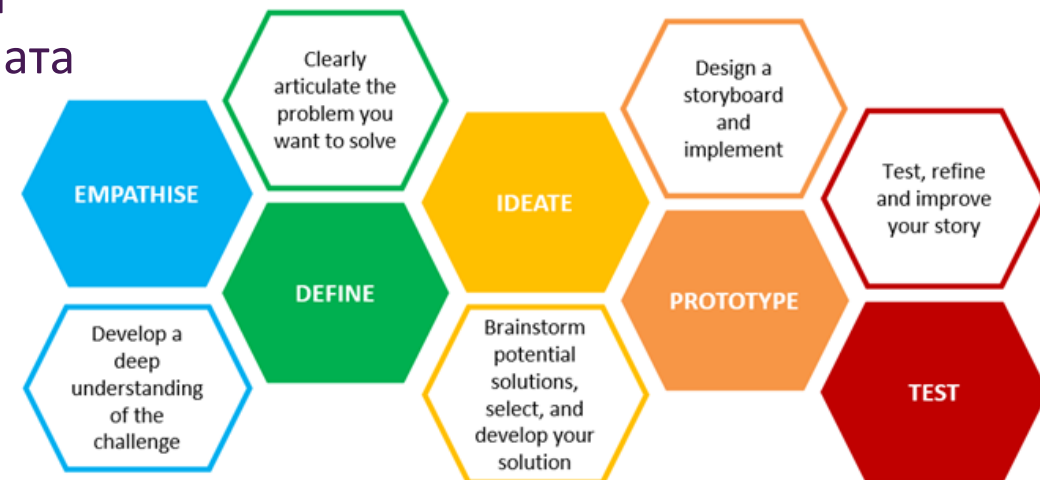 ата
EMPATHISE
Develop a
deep
understanding
of the
challenge
Clearly
articulate the
problem you
want to solve
DEFINE
IDEATE
Brainstorm
potential
solutions,
select, and
develop your
solution
Design a
storyboard
and
implement
PROTOTYPE
Test, refine
and improve
your story
TEST